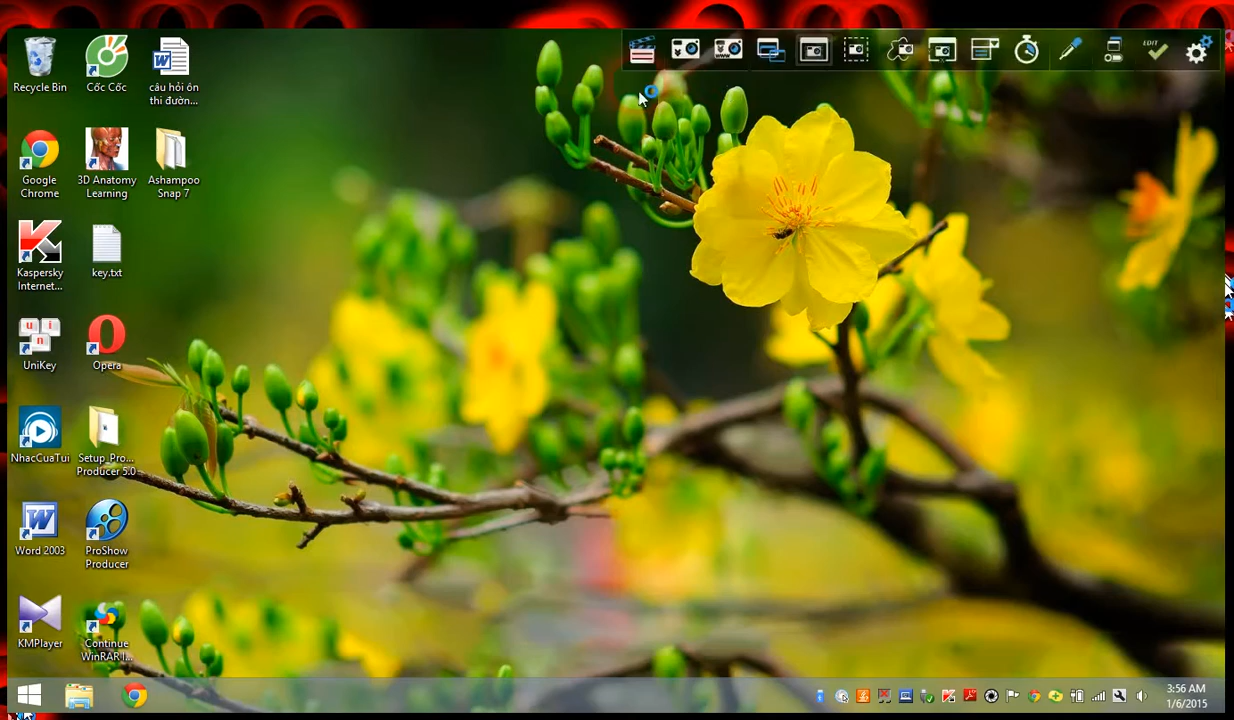 EDIT
Recycle Bin
Cốc Cốc
câu hỏi ôn
thi đườn...
Google
Chrome
3D Anatomy
Learning
Ashampoo
Snap 7
Kaspersky
Internet...
key.txt
UniKey
Opera
NhacCuaTui
Setup_Pro...
Producer 5.0
Word 2003
ProShow
Producer
KMPlayer
Continue
WinRAR i...
3:56 AM
1/6/2015